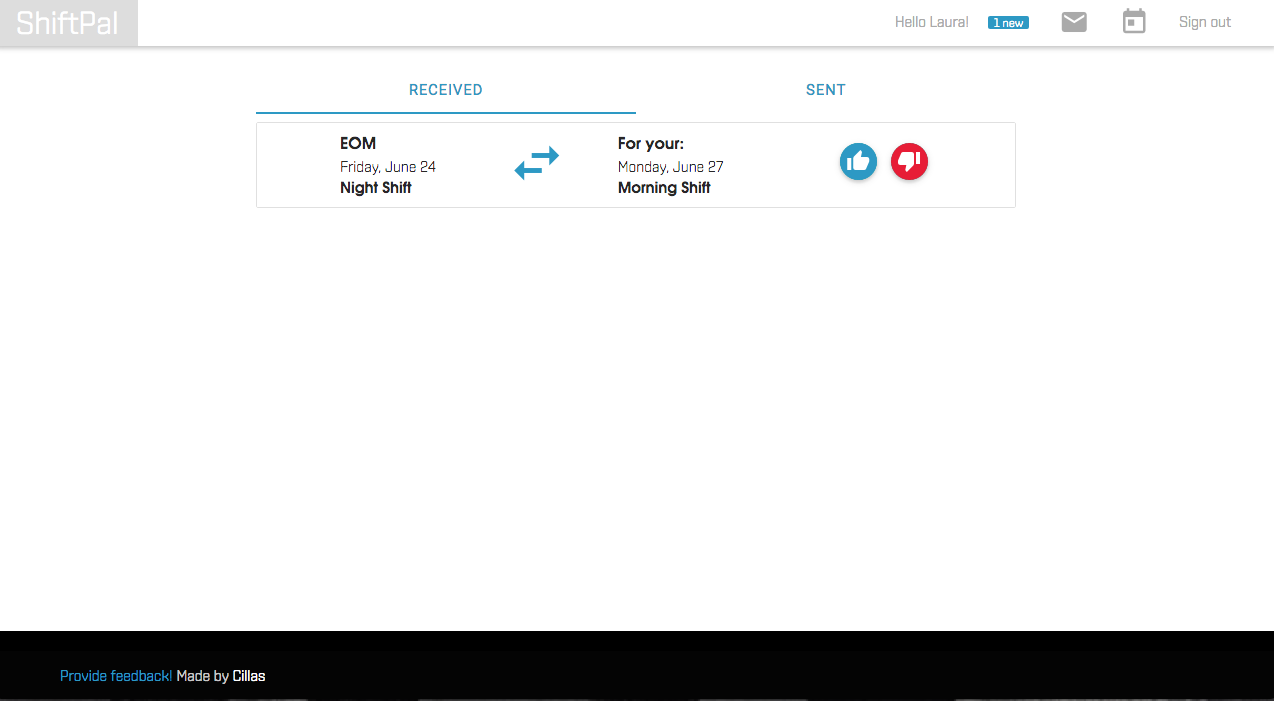 ShiftPal
Hello Laura! 1 new Sign out
RECEIVED SENT
EOM
Friday, June 24
Night Shift
For your:
Monday, June 27
Morning Shift
Provide feedback! Made by Cillas